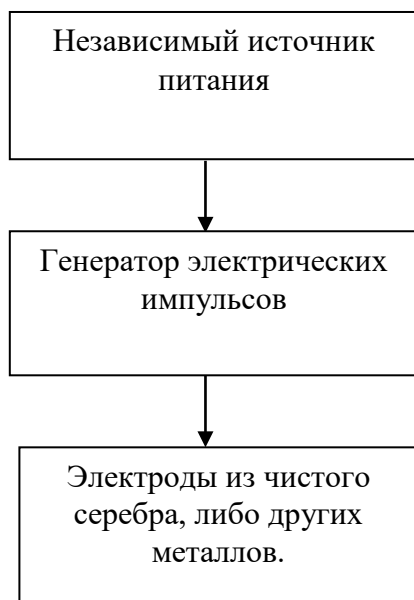 Независимый источник
питания
Генератор электрических
импульсов
Электроды из чистого
серебра, либо других
металлов.